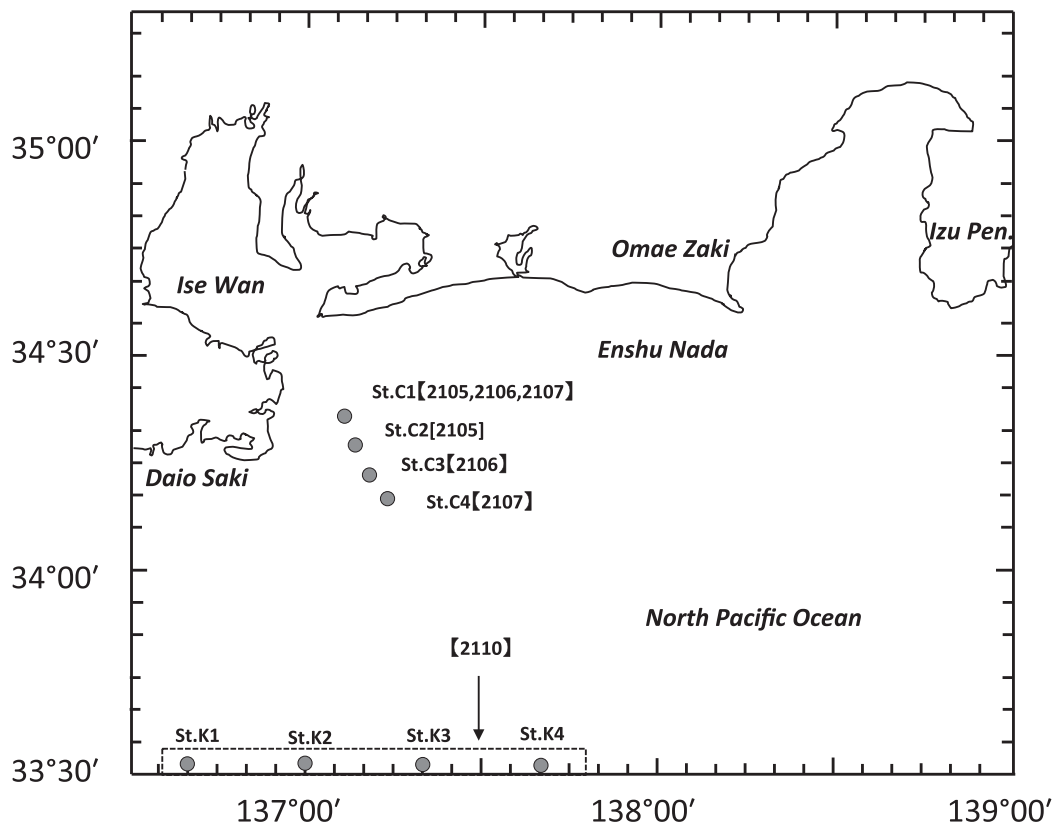 35°00′
Izu Pen.
Omae Zaki
Ise Wan
34°30′
Enshu Nada
St.C1【2105,2106,2107】
St.C2[2105]
St.C3【2106】
Daio Saki
St.C4【2107】
34°00′
North Pacific Ocean
【2110】
St.K1
St.K2
St.K3
St.K4
33°30′
137°00′
138°00′
139°00′